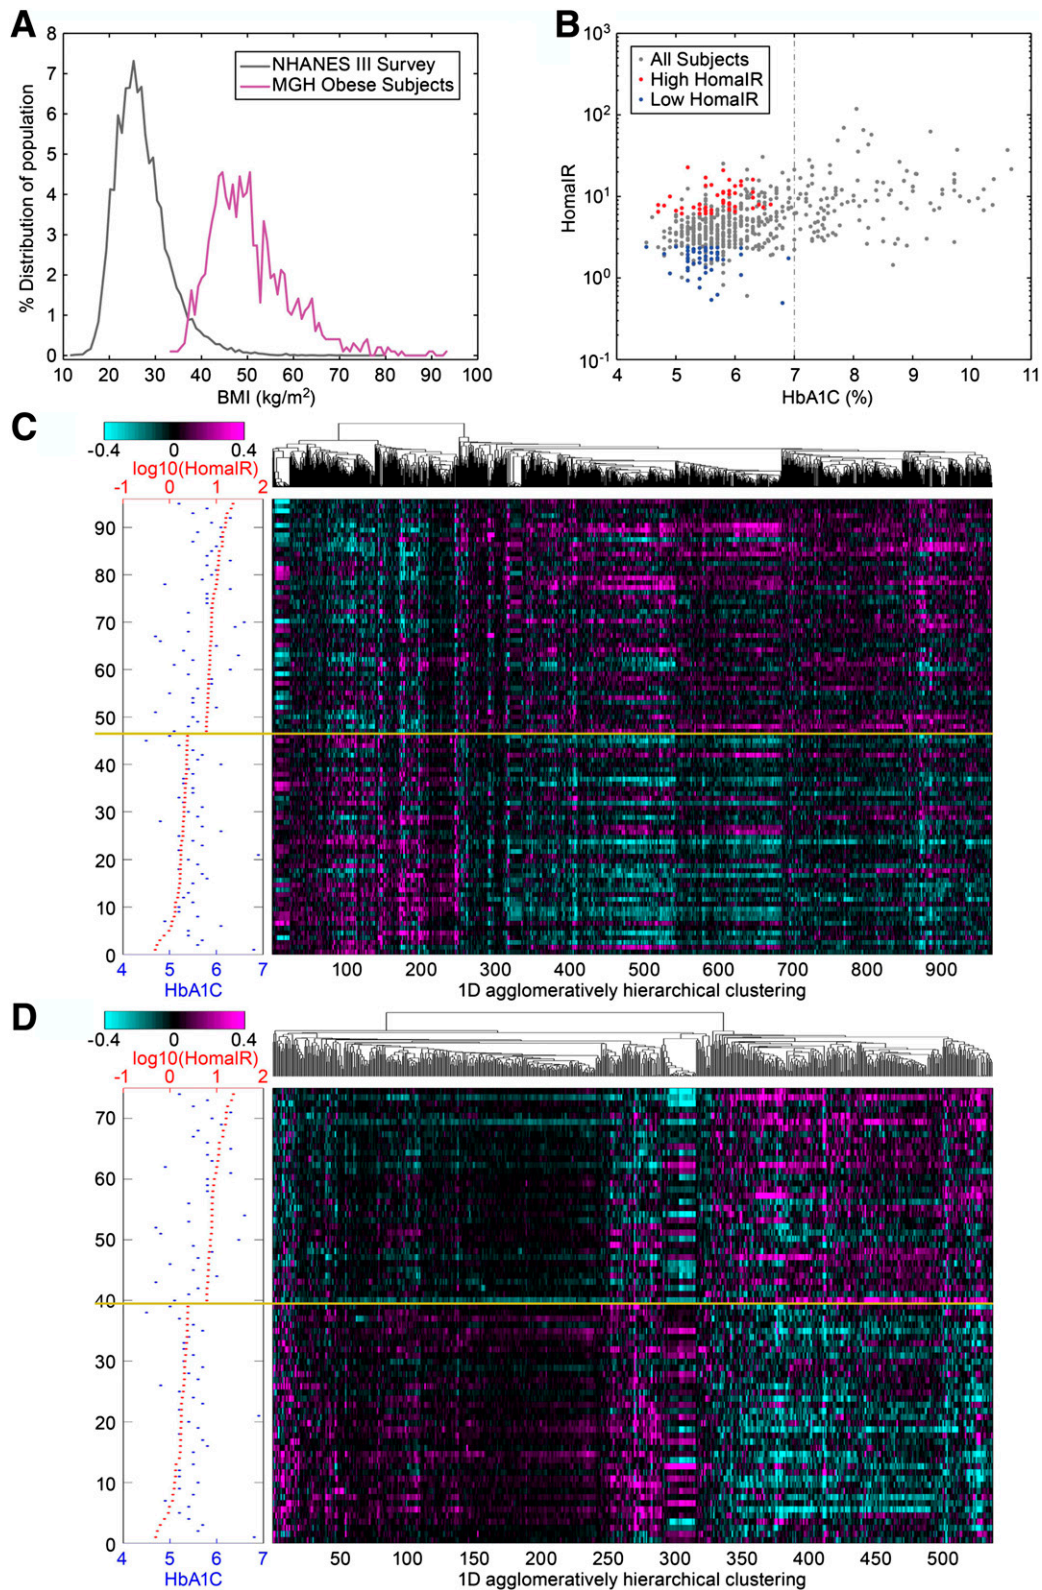 A
% Distribution of population
8
7
6
5
4
3
2
1
0
10 20 30 40 50 60 70 80 90 100
BMI (kg/m²)
NHANES III Survey
MGH Obese Subjects
B
HomaIR
10³
10²
10¹
10⁰
10⁻¹
4 5 6 7 8 9 10 11
HbA1C (%)
All Subjects
High HomaIR
Low HomaIR
C
-0.4 0 0.4
log10(HomaIR)
-1 0 1 2
90
80
70
60
50
40
30
20
10
0
4 5 6 7
HbA1C
100 200 300 400 500 600 700 800 900
1D agglomeratively hierarchical clustering
D
-0.4 0 0.4
log10(HomaIR)
-1 0 1 2
70
60
50
40
30
20
10
0
4 5 6 7
HbA1C
50 100 150 200 250 300 350 400 450 500
1D agglomeratively hierarchical clustering